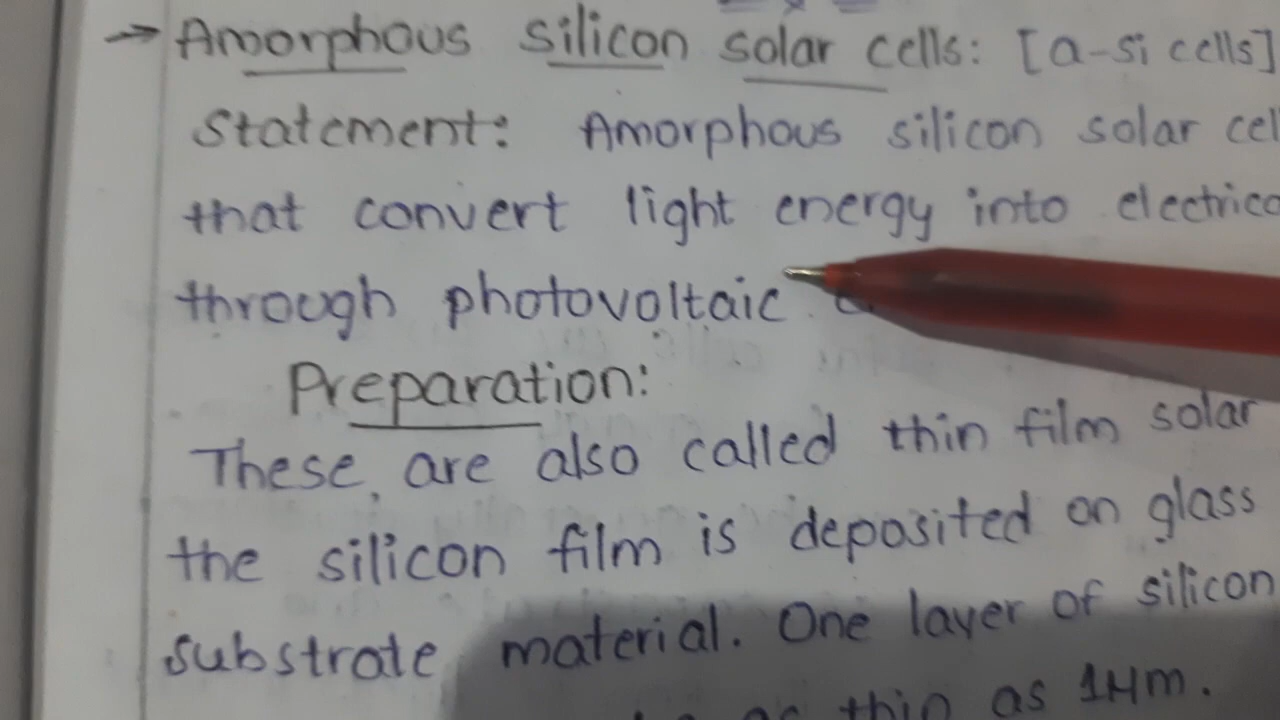 → Amorphous silicon solar cells: [a-si cells]
Statement: Amorphous silicon solar cel
that convert light energy into electrica
through photovoltaic
Preparation:
These are also called thin film solar
the silicon film is deposited on glass
substrate material. One layer of silicon
as thin as 1μm.